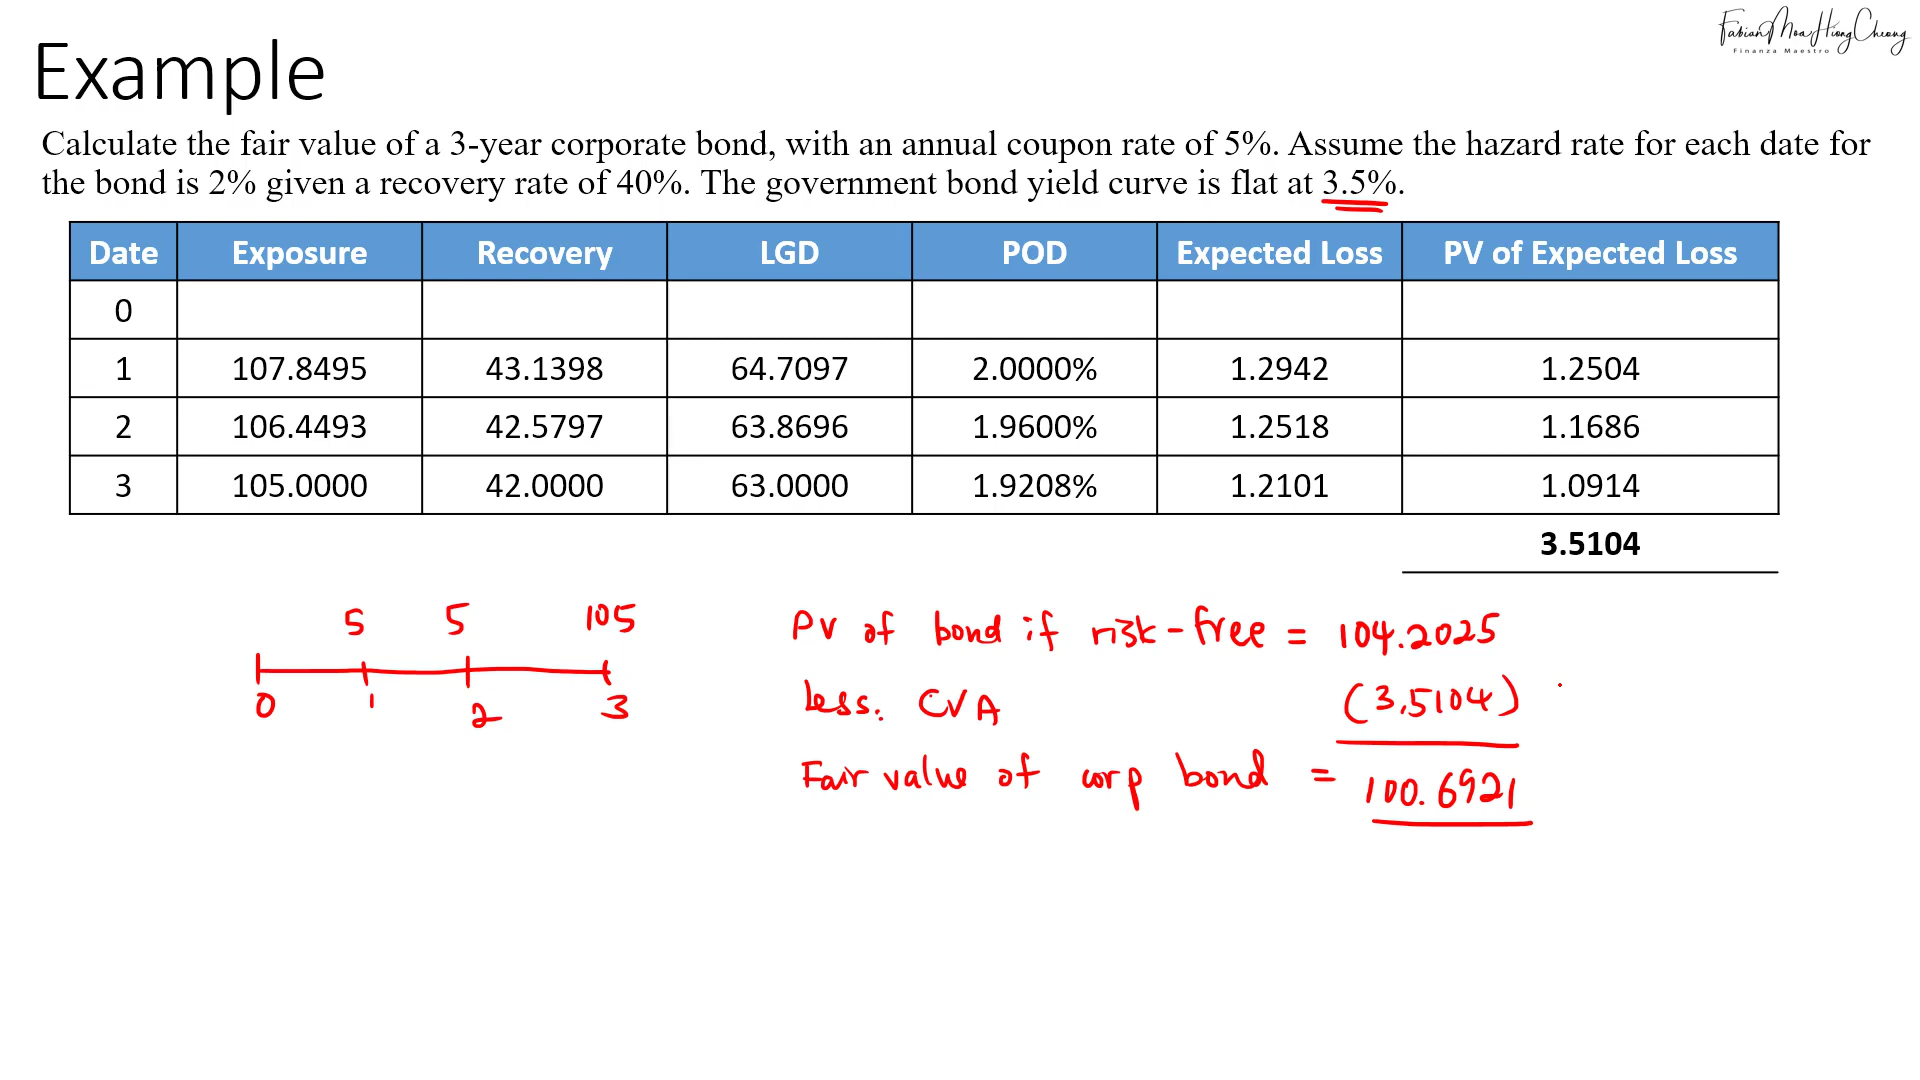 Fabian Moa Hiong Cheong
Finanza Maestro
Example
Calculate the fair value of a 3-year corporate bond, with an annual coupon rate of 5%. Assume the hazard rate for each date for
the bond is 2% given a recovery rate of 40%. The government bond yield curve is flat at 3.5%.
Date Exposure Recovery LGD POD Expected Loss PV of Expected Loss
0
1 107.8495 43.1398 64.7097 2.0000% 1.2942 1.2504
2 106.4493 42.5797 63.8696 1.9600% 1.2518 1.1686
3 105.0000 42.0000 63.0000 1.9208% 1.2101 1.0914
3.5104
5 5 105
0 1 2 3
PV of bond if risk-free = 104.2025
Less: CVA (3.5104)
Fair value of corp bond = 100.6921